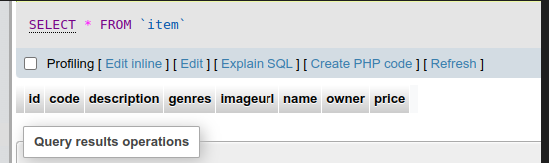 SELECT * FROM `item`
Profiling [ Edit inline ] [ Edit ] [ Explain SQL ] [ Create PHP code ] [ Refresh ]
id code description genres imageurl name owner price
Query results operations